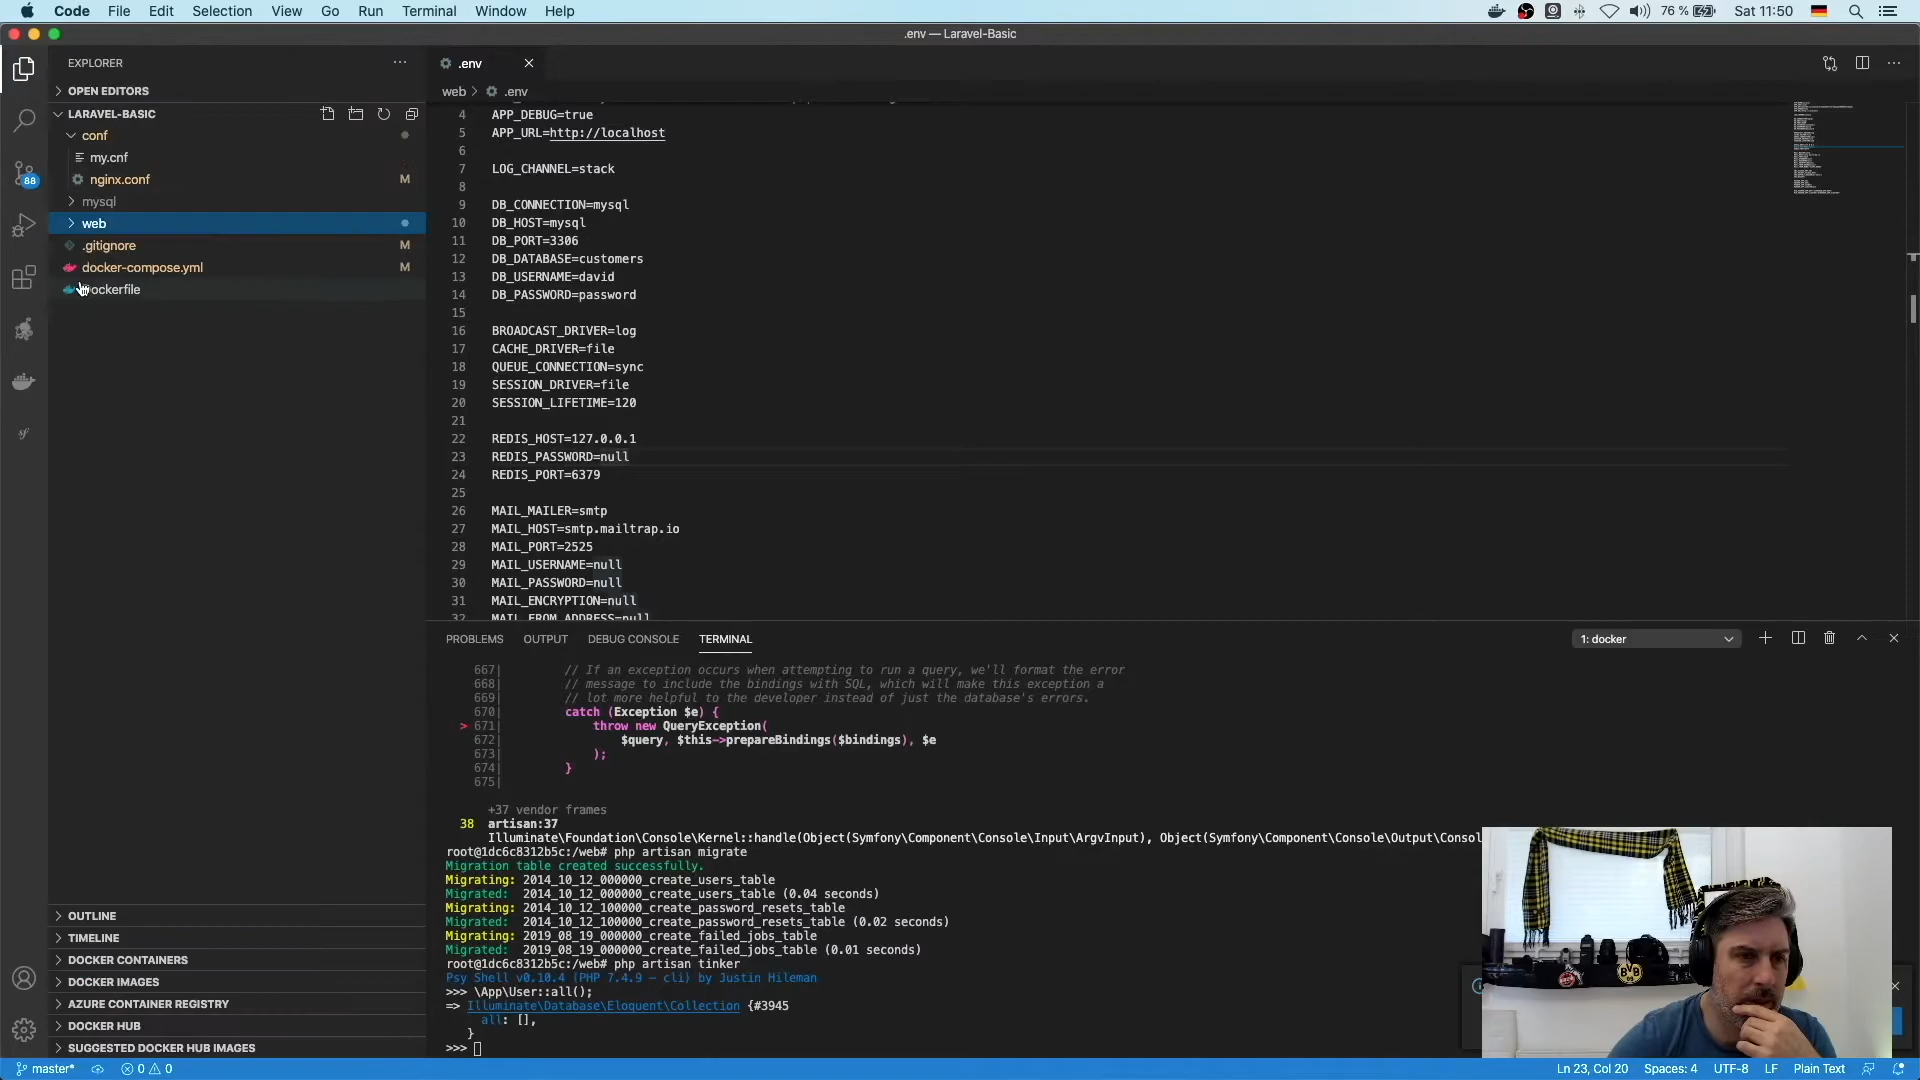 Code File Edit Selection View Go Run Terminal Window Help
76 % Sat 11:50
.env — Laravel-Basic
EXPLORER
OPEN EDITORS
LARAVEL-BASIC
conf
my.cnf
nginx.conf M
mysql
web
.gitignore M
docker-compose.yml M
ockerfile
88
.env
web > .env
4 APP_DEBUG=true
5 APP_URL=http://localhost
6
7 LOG_CHANNEL=stack
8
9 DB_CONNECTION=mysql
10 DB_HOST=mysql
11 DB_PORT=3306
12 DB_DATABASE=customers
13 DB_USERNAME=david
14 DB_PASSWORD=password
15
16 BROADCAST_DRIVER=log
17 CACHE_DRIVER=file
18 QUEUE_CONNECTION=sync
19 SESSION_DRIVER=file
20 SESSION_LIFETIME=120
21
22 REDIS_HOST=127.0.0.1
23 REDIS_PASSWORD=null
24 REDIS_PORT=6379
25
26 MAIL_MAILER=smtp
27 MAIL_HOST=smtp.mailtrap.io
28 MAIL_PORT=2525
29 MAIL_USERNAME=null
30 MAIL_PASSWORD=null
31 MAIL_ENCRYPTION=null
32 MAIL_FROM_ADDRESS=null
PROBLEMS OUTPUT DEBUG CONSOLE TERMINAL
1: docker
667| // If an exception occurs when attempting to run a query, we'll format the error
668| // message to include the bindings with SQL, which will make this exception a
669| // lot more helpful to the developer instead of just the database's errors.
670| catch (Exception $e) {
> 671| throw new QueryException(
672| $query, $this->prepareBindings($bindings), $e
673| );
674| }
675|
+37 vendor frames
38 artisan:37
Illuminate\Foundation\Console\Kernel::handle(Object(Symfony\Component\Console\Input\ArgvInput), Object(Symfony\Component\Console\Output\Consol
root@1dc6c8312b5c:/web# php artisan migrate
Migration table created successfully.
Migrating: 2014_10_12_000000_create_users_table
Migrated: 2014_10_12_000000_create_users_table (0.04 seconds)
Migrating: 2014_10_12_100000_create_password_resets_table
Migrated: 2014_10_12_100000_create_password_resets_table (0.02 seconds)
Migrating: 2019_08_19_000000_create_failed_jobs_table
Migrated: 2019_08_19_000000_create_failed_jobs_table (0.01 seconds)
root@1dc6c8312b5c:/web# php artisan tinker
Psy Shell v0.10.4 (PHP 7.4.9 — cli) by Justin Hileman
>>> \App\User::all();
=> Illuminate\Database\Eloquent\Collection {#3945
all: [],
}
>>>
OUTLINE
TIMELINE
DOCKER CONTAINERS
DOCKER IMAGES
AZURE CONTAINER REGISTRY
DOCKER HUB
SUGGESTED DOCKER HUB IMAGES
BVB
09
master* 0 0
Ln 23, Col 20 Spaces: 4 UTF-8 LF Plain Text